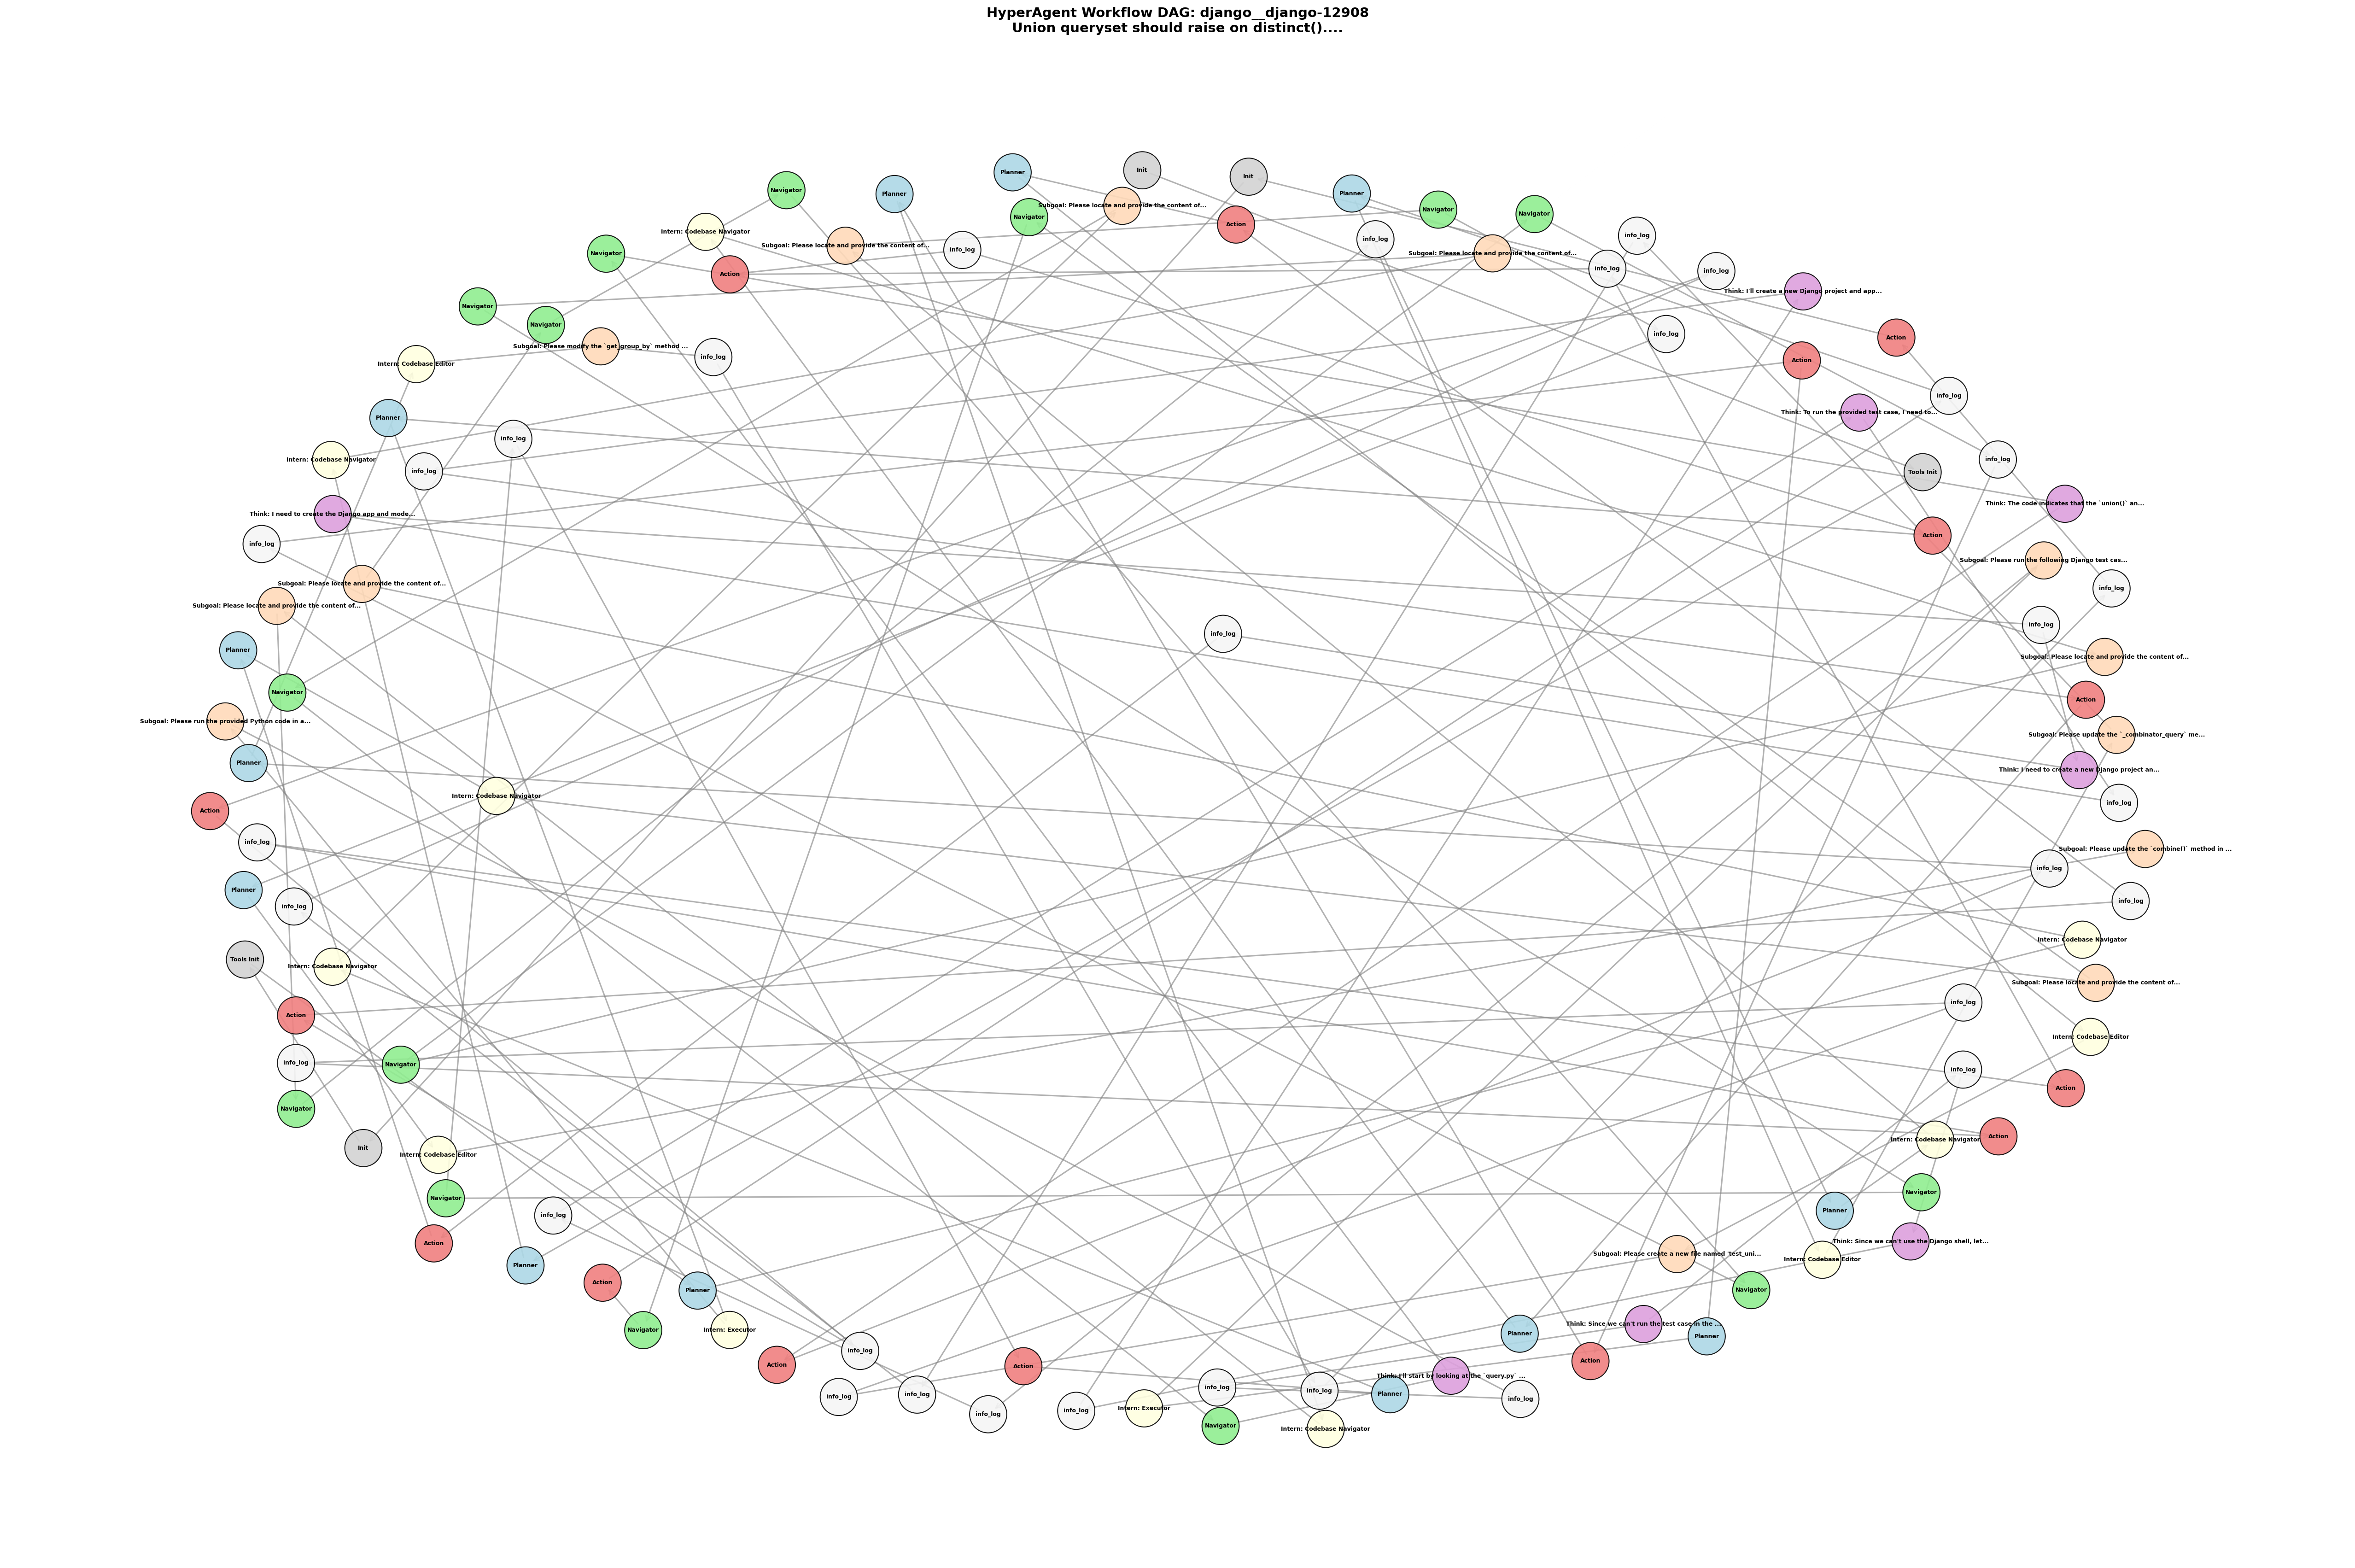 HyperAgent Workflow DAG: django__django-12908
Union queryset should raise on distinct()....
Init
Planner
Init
Navigator
Planner
Planner
Subgoal: Please locate and provide the content of...
Navigator
Navigator
Navigator
Action
Intern: Codebase Navigator
info_log
info_log
Subgoal: Please locate and provide the content of...
info_log
Navigator
Subgoal: Please locate and provide the content of...
info_log
info_log
Action
Think: I'll create a new Django project and app...
Navigator
Navigator
info_log
Action
Subgoal: Please modify the `get_group_by` method ...
info_log
Action
Intern: Codebase Editor
info_log
Think: To run the provided test case, I need to...
Planner
info_log
info_log
Intern: Codebase Navigator
info_log
Tools Init
Think: The code indicates that the `union()` an...
Think: I need to create the Django app and mode...
Action
info_log
Subgoal: Please run the following Django test cas...
Subgoal: Please locate and provide the content of...
info_log
Subgoal: Please locate and provide the content of...
info_log
info_log
Planner
Subgoal: Please locate and provide the content of...
Navigator
Action
Subgoal: Please run the provided Python code in a...
Subgoal: Please update the `_combinator_query` me...
Planner
Think: I need to create a new Django project an...
Intern: Codebase Navigator
info_log
Action
info_log
Subgoal: Please update the `combine()` method in ...
info_log
Planner
info_log
info_log
Intern: Codebase Navigator
Tools Init
Intern: Codebase Navigator
Subgoal: Please locate and provide the content of...
info_log
Action
Intern: Codebase Editor
info_log
Navigator
info_log
Action
Navigator
Action
Intern: Codebase Navigator
Init
Intern: Codebase Editor
Navigator
Navigator
Planner
info_log
Think: Since we can't use the Django shell, let...
Action
Subgoal: Please create a new file named `test_uni...
Intern: Codebase Editor
Planner
Action
Planner
Navigator
Think: Since we can't run the test case in the ...
Navigator
Intern: Executor
Planner
Planner
info_log
Action
Action
Action
Think: I'll start by looking at the `query.py` ...
info_log
info_log
Planner
info_log
info_log
info_log
Intern: Executor
info_log
info_log
Navigator
Intern: Codebase Navigator